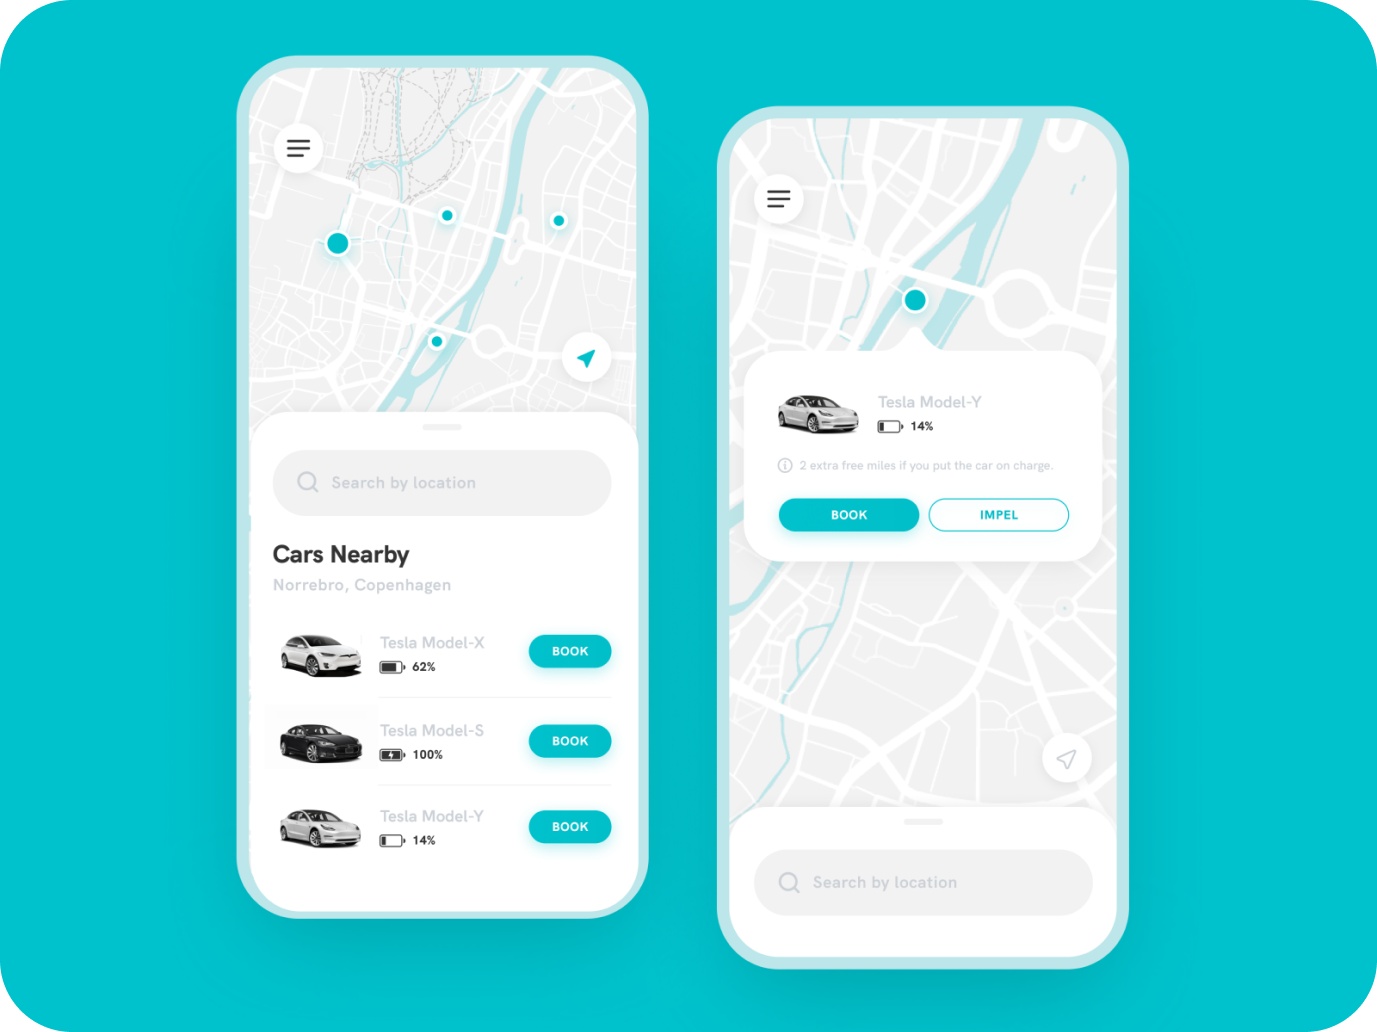 Search by location
Cars Nearby
Norrebro, Copenhagen
Tesla Model-X
62%
BOOK
Tesla Model-S
100%
BOOK
Tesla Model-Y
14%
BOOK
Tesla Model-Y
14%
2 extra free miles if you put the car on charge.
BOOK
IMPEL
Search by location